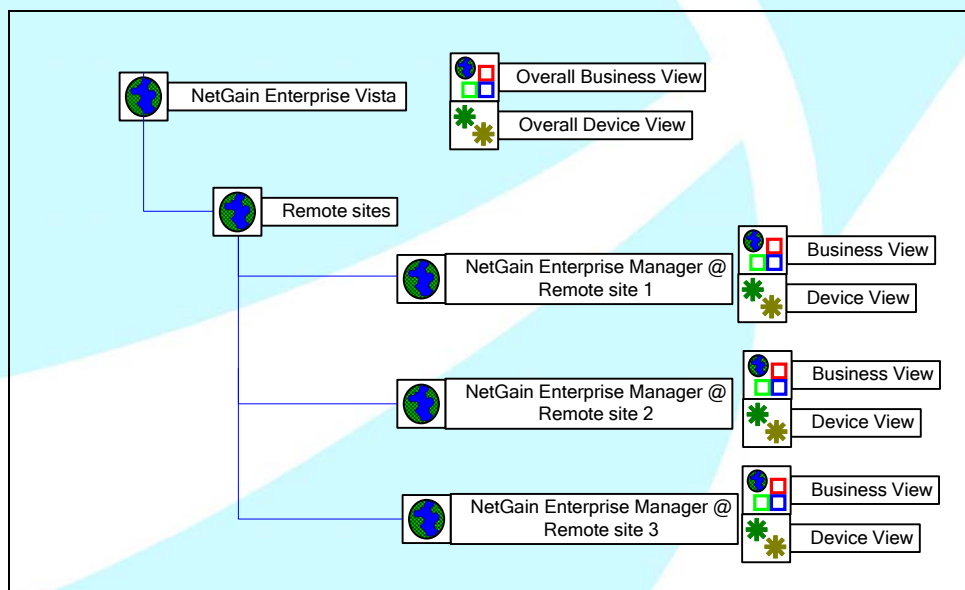 NetGain Enterprise Vista
Overall Business View
Overall Device View
Remote sites
NetGain Enterprise Manager @
Remote site 1
Business View
Device View
NetGain Enterprise Manager @
Remote site 2
Business View
Device View
NetGain Enterprise Manager @
Remote site 3
Business View
Device View